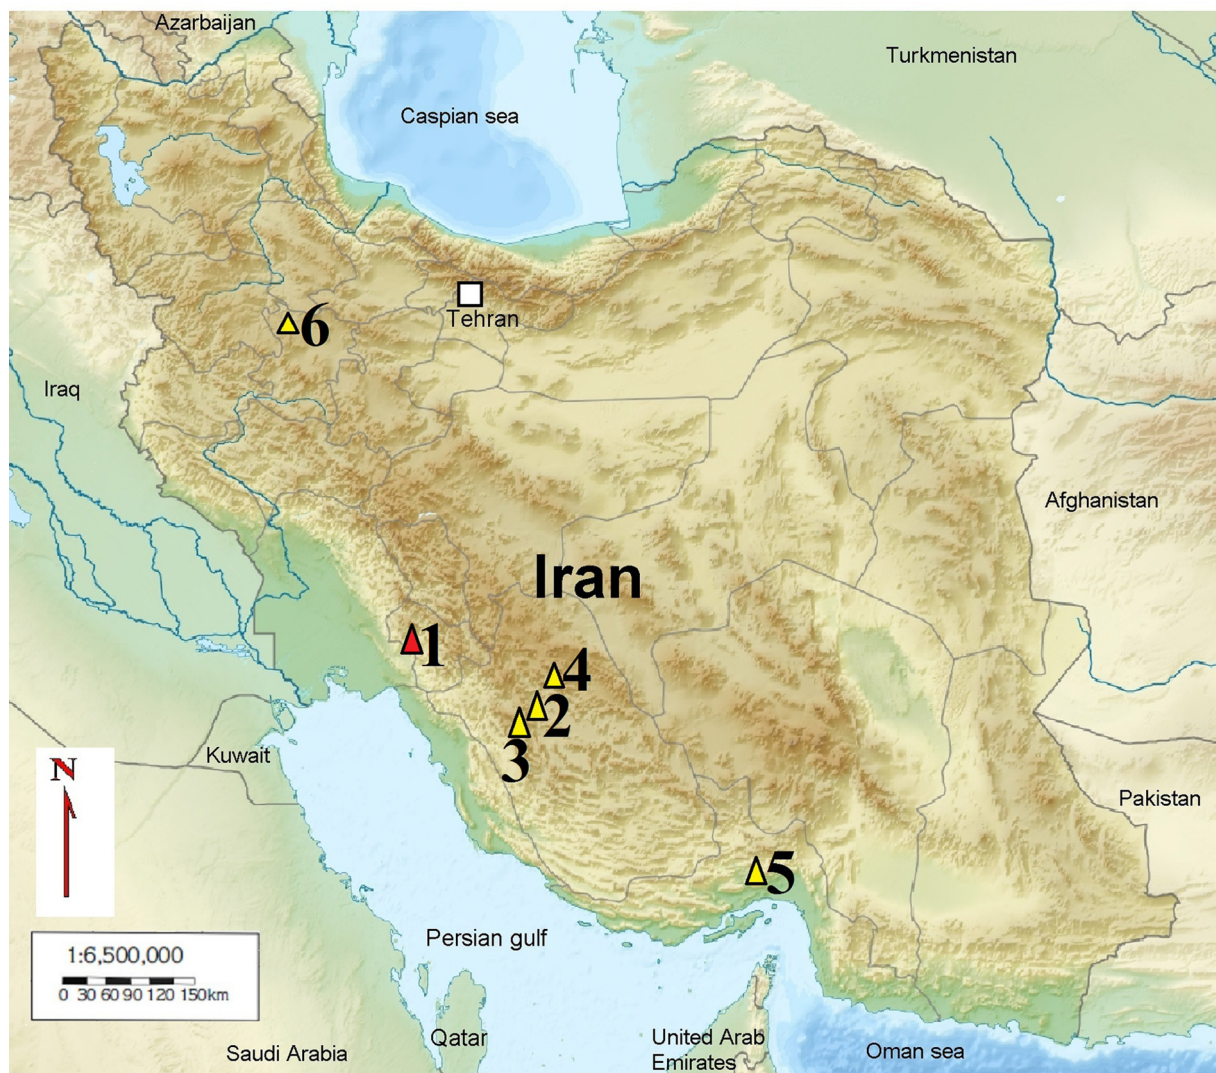 Azarbaijan
Turkmenistan
Caspian sea
Tehran
6
Iraq
Afghanistan
Iran
1
4
2
3
Kuwait
N
Pakistan
5
Persian gulf
1:6,500,000
0 30 60 90 120 150km
Qatar
United Arab
Emirates
Oman sea
Saudi Arabia